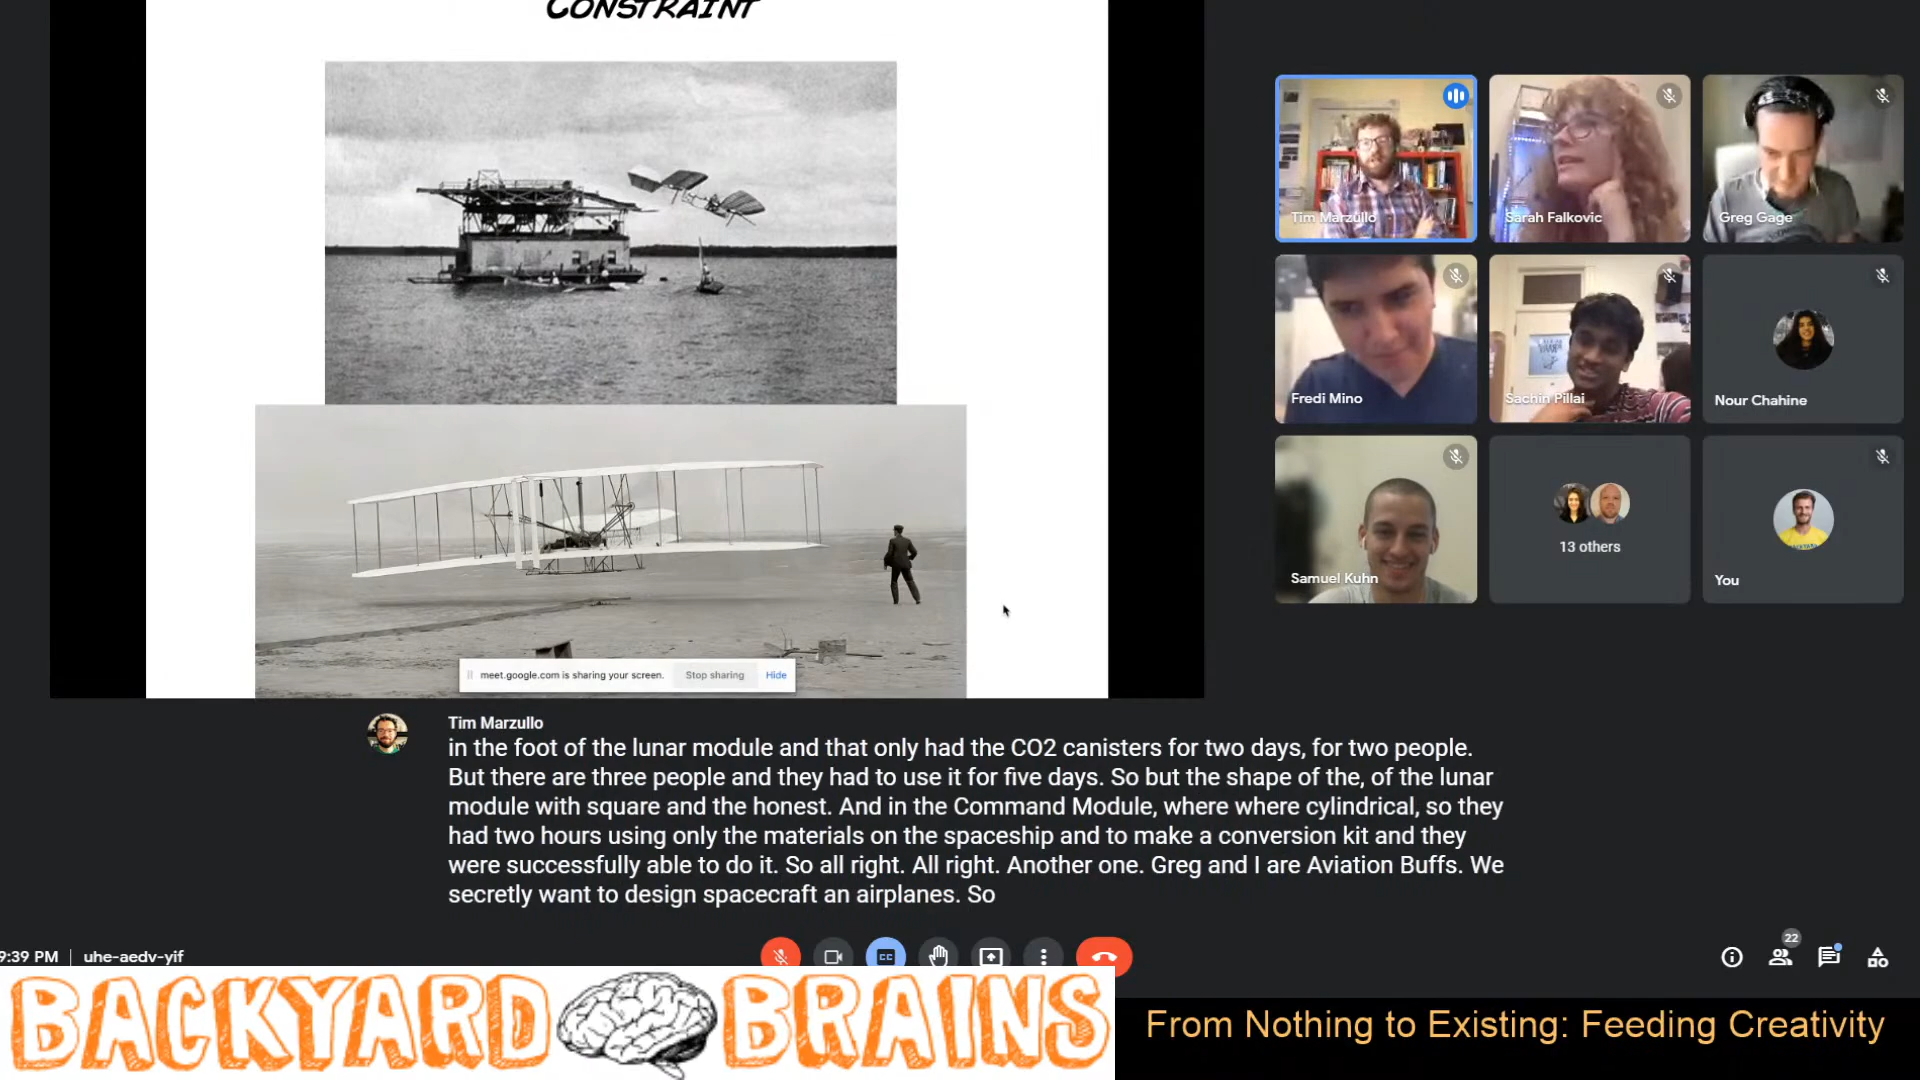 CONSTRAINT
Tim Marzullo
Sarah Falkovic
Greg Gage
Fredi Mino
Sachin Pillai
Nour Chahine
Samuel Kuhn
13 others
You
meet.google.com is sharing your screen.
Stop sharing
Hide
Tim Marzullo
in the foot of the lunar module and that only had the CO2 canisters for two days, for two people.
But there are three people and they had to use it for five days. So but the shape of the, of the lunar
module with square and the honest. And in the Command Module, where where cylindrical, so they
had two hours using only the materials on the spaceship and to make a conversion kit and they
were successfully able to do it. So all right. All right. Another one. Greg and I are Aviation Buffs. We
secretly want to design spacecraft an airplanes. So
9:39 PM | uhe-aedv-yif
CC
22
BACKYARD BRAINS
From Nothing to Existing: Feeding Creativity